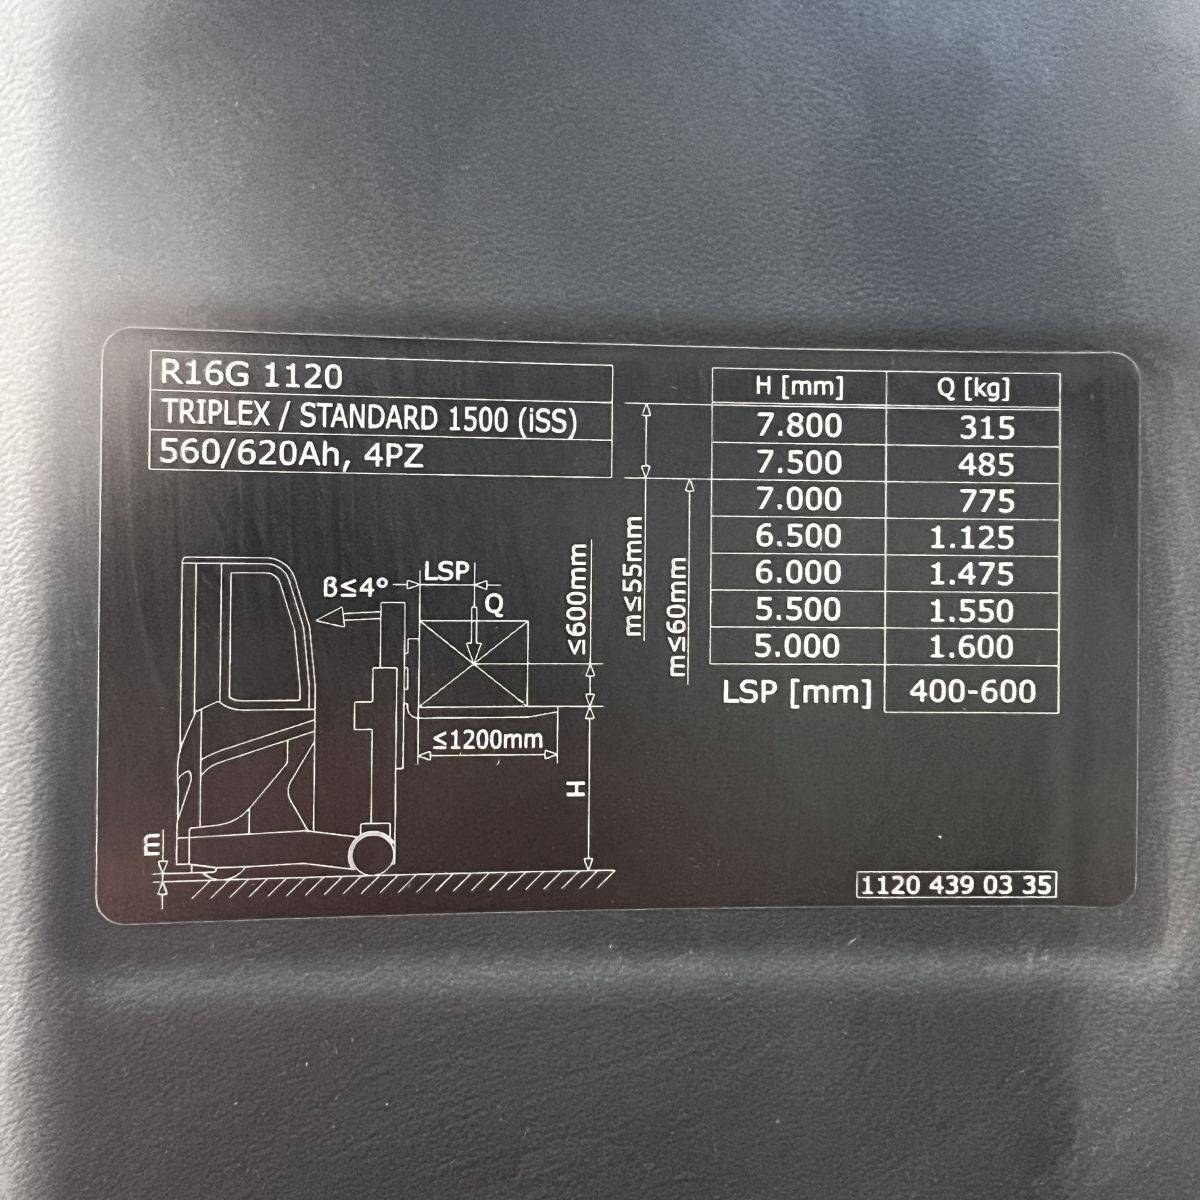 R16G 1120
TRIPLEX / STANDARD 1500 (iSS)
560/620Ah, 4PZ
H [mm] Q [kg]
7.800 315
7.500 485
7.000 775
6.500 1.125
6.000 1.475
5.500 1.550
5.000 1.600
LSP [mm] 400-600
m≤55mm
m≤60mm
ß≤4°
LSP
Q
≤600mm
≤1200mm
H
m
1120 439 03 35